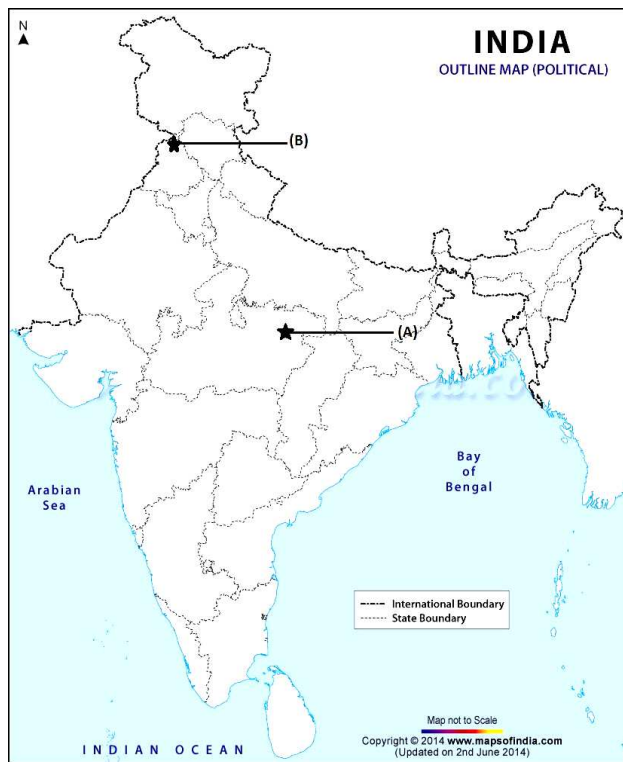 N
INDIA
OUTLINE MAP (POLITICAL)
(B)
(A)
Arabian
Sea
Bay
of
Bengal
International Boundary
State Boundary
Map not to Scale
Copyright © 2014 www.mapsofindia.com
(Updated on 2nd June 2014)
INDIAN OCEAN